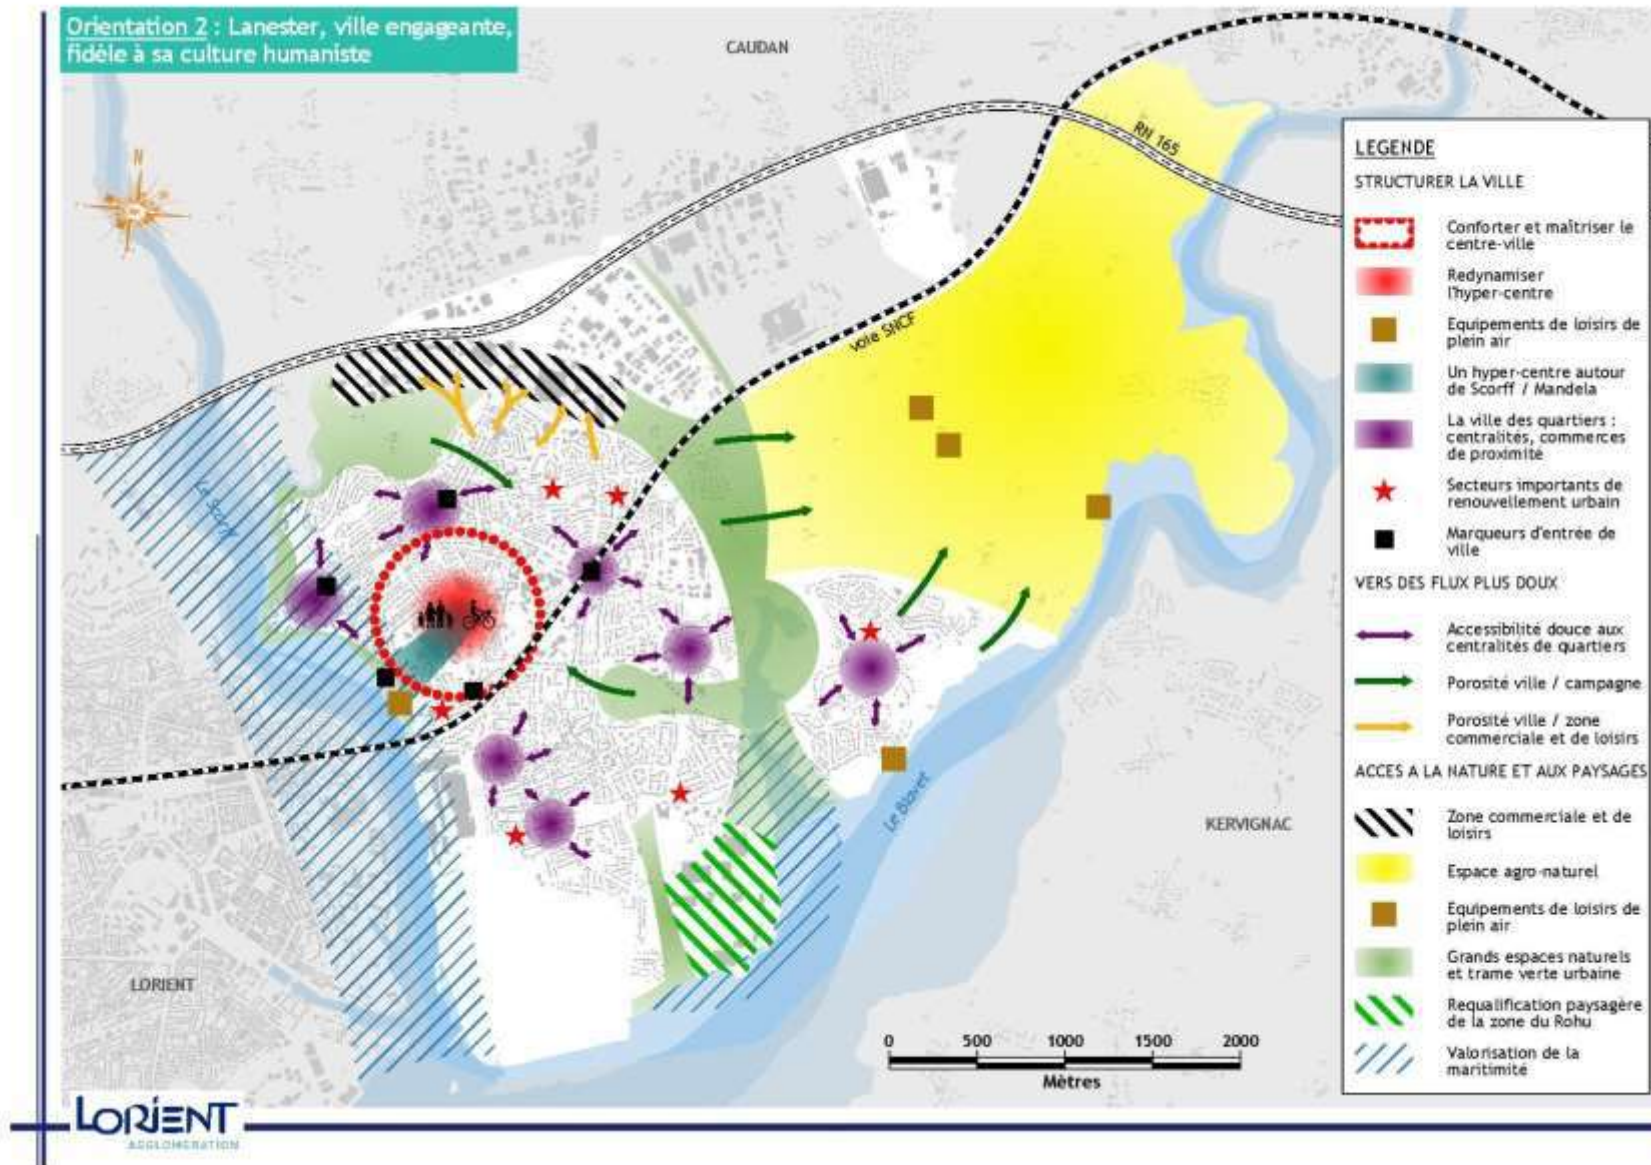 Orientation 2 : Lanester, ville engageante,
fidèle à sa culture humaniste
CAUDAN
N
RN 165
voie SNCF
Le Scorff
Le Blavet
KERVIGNAC
LORIENT
0 500 1000 1500 2000
Mètres
LEGENDE
STRUCTURER LA VILLE
Conforter et maîtriser le
centre-ville
Redynamiser
l'hyper-centre
Equipements de loisirs de
plein air
Un hyper-centre autour
de Scorff / Mandela
La ville des quartiers :
centralités, commerces
de proximité
Secteurs importants de
renouvellement urbain
Marqueurs d'entrée de
ville
VERS DES FLUX PLUS DOUX
Accessibilité douce aux
centralités de quartiers
Porosité ville / campagne
Porosité ville / zone
commerciale et de loisirs
ACCES A LA NATURE ET AUX PAYSAGES
Zone commerciale et de
loisirs
Espace agro-naturel
Equipements de loisirs de
plein air
Grands espaces naturels
et trame verte urbaine
Requalification paysagère
de la zone du Rohu
Valorisation de la
maritimité
LORIENT
AGGLOMÉRATION